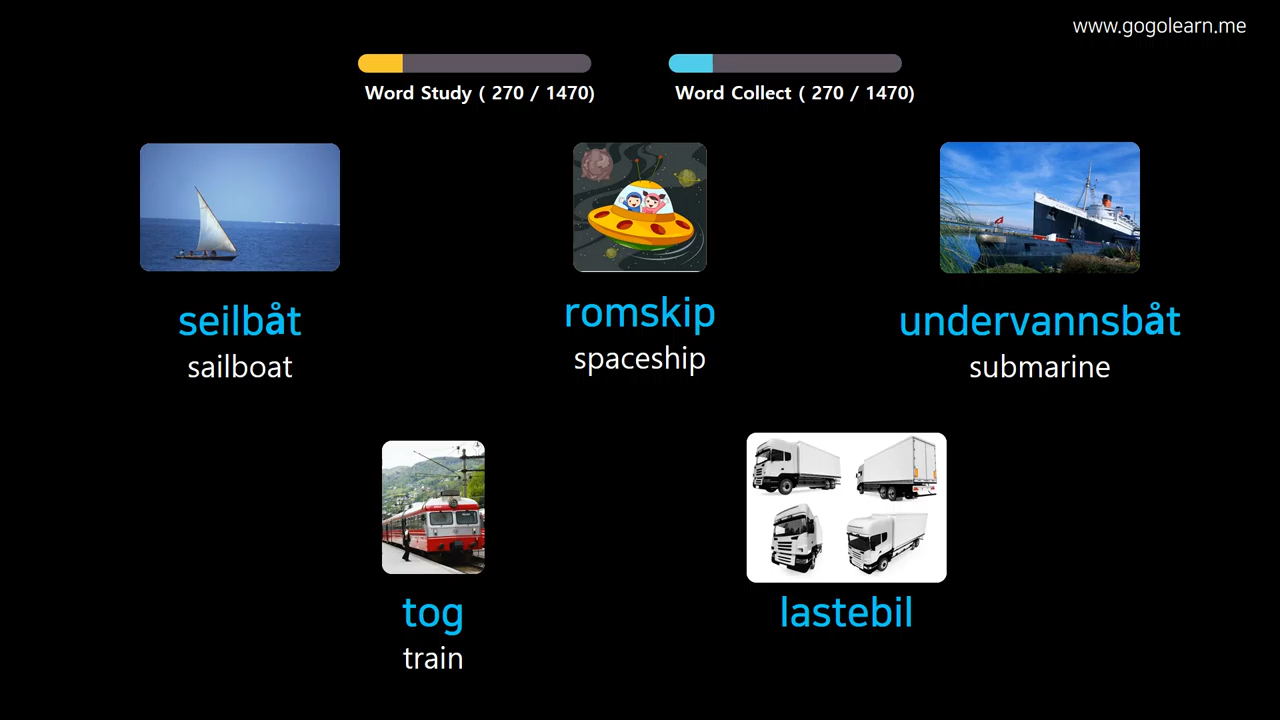 www.gogolearn.me
Word Study ( 270 / 1470)
Word Collect ( 270 / 1470)
seilbåt
sailboat
romskip
spaceship
undervannsbåt
submarine
tog
train
lastebil